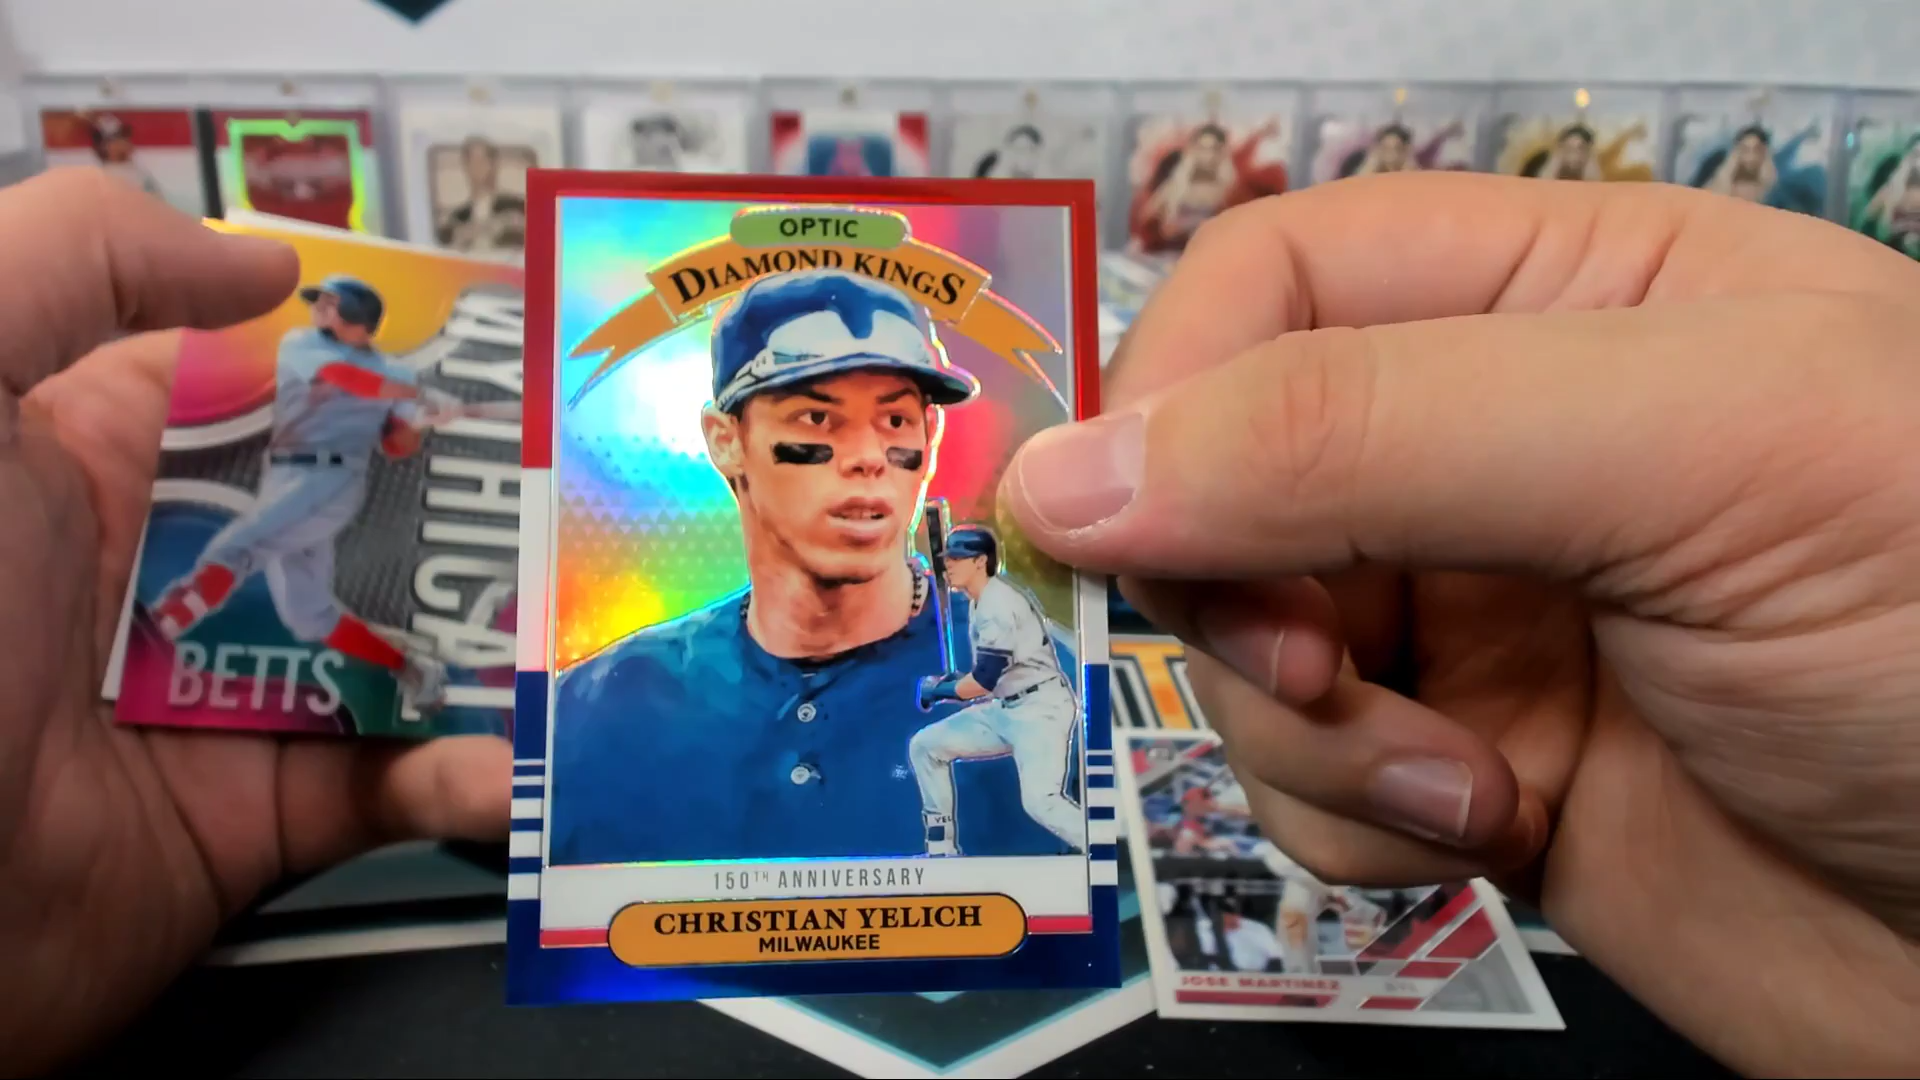 OPTIC
DIAMOND KINGS
150TH ANNIVERSARY
CHRISTIAN YELICH
MILWAUKEE
BETTS
MYTHICAL
JOSE MARTINEZ